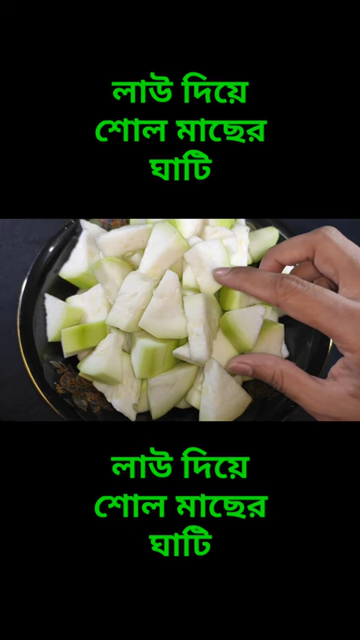 লাউ দিয়ে
শোল মাছের
ঘাটি
লাউ দিয়ে
শোল মাছের
ঘাটি